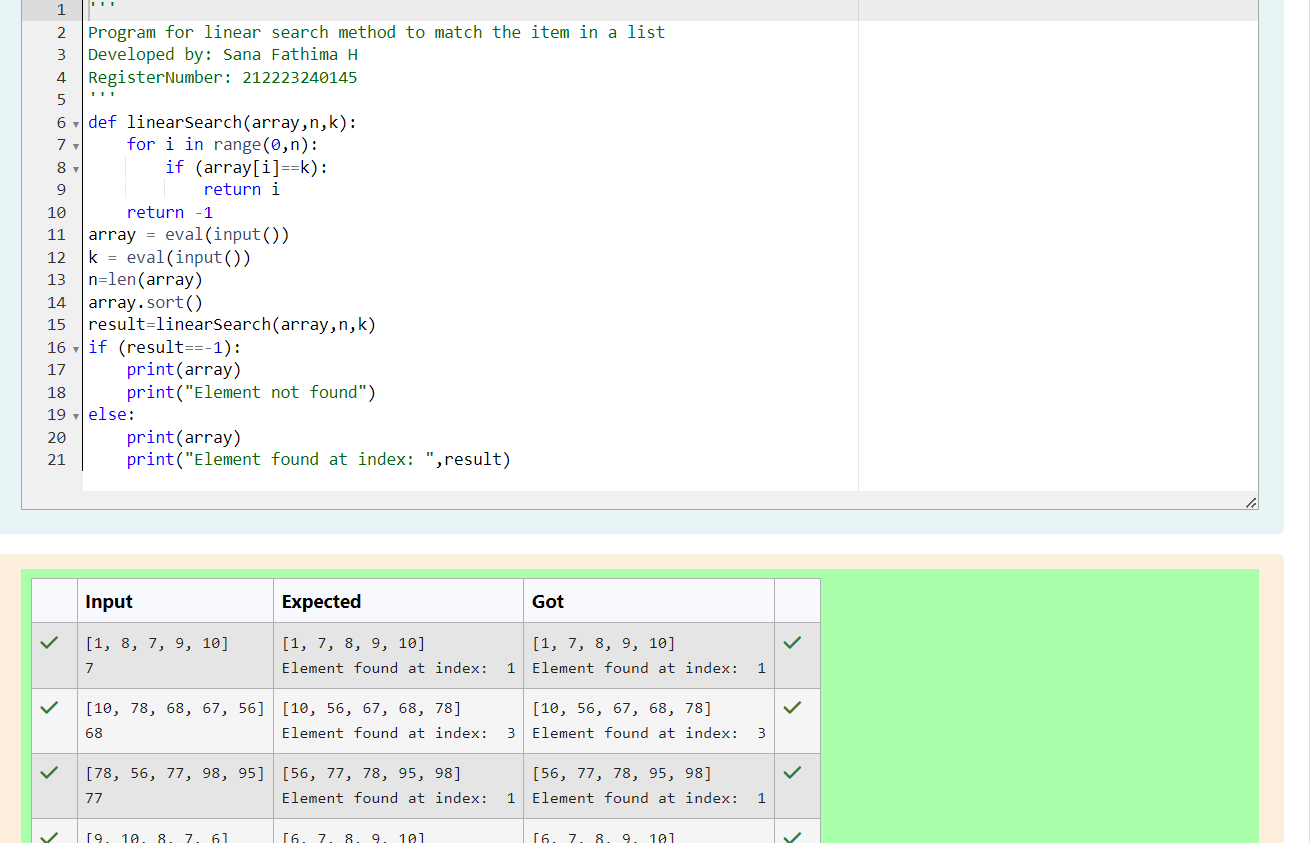 1 '''
2 Program for linear search method to match the item in a list
3 Developed by: Sana Fathima H
4 RegisterNumber: 212223240145
5 '''
6 def linearSearch(array,n,k):
7     for i in range(0,n):
8         if (array[i]==k):
9             return i
10     return -1
11 array = eval(input())
12 k = eval(input())
13 n=len(array)
14 array.sort()
15 result=linearSearch(array,n,k)
16 if (result==-1):
17     print(array)
18     print("Element not found")
19 else:
20     print(array)
21     print("Element found at index: ",result)
Input Expected Got
[1, 8, 7, 9, 10] [1, 7, 8, 9, 10] [1, 7, 8, 9, 10]
7 Element found at index:  1 Element found at index:  1
[10, 78, 68, 67, 56] [10, 56, 67, 68, 78] [10, 56, 67, 68, 78]
68 Element found at index:  3 Element found at index:  3
[78, 56, 77, 98, 95] [56, 77, 78, 95, 98] [56, 77, 78, 95, 98]
77 Element found at index:  1 Element found at index:  1
[9, 10, 8, 7, 6] [6, 7, 8, 9, 10] [6, 7, 8, 9, 10]